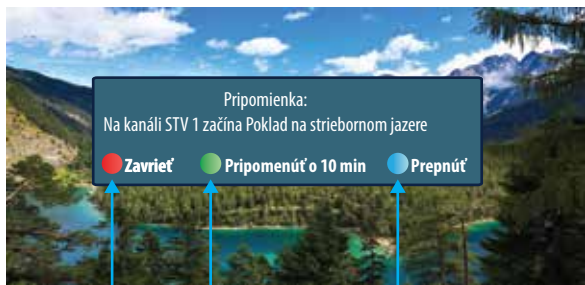 Pripomienka:
Na kanáli STV 1 začína Poklad na striebornom jazere
Zavrieť Pripomenúť o 10 min Prepnúť